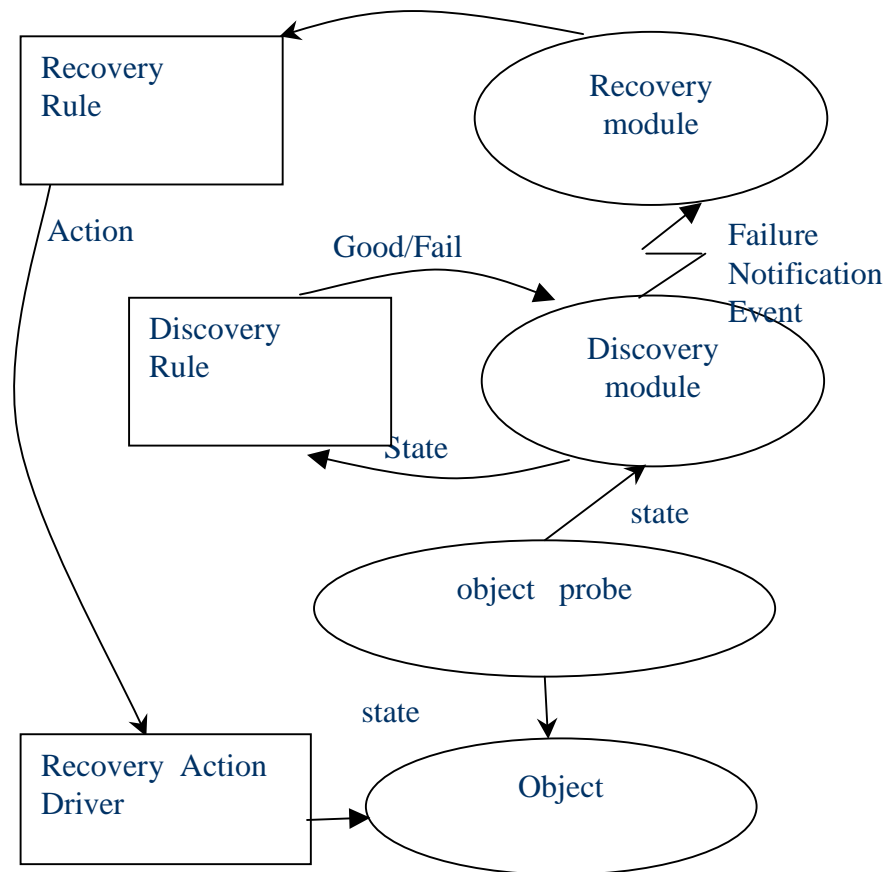 Recovery
Rule
Recovery
module
Action
Good/Fail
Failure
Notification
Event
Discovery
Rule
Discovery
module
State
state
object probe
state
Recovery Action
Driver
Object